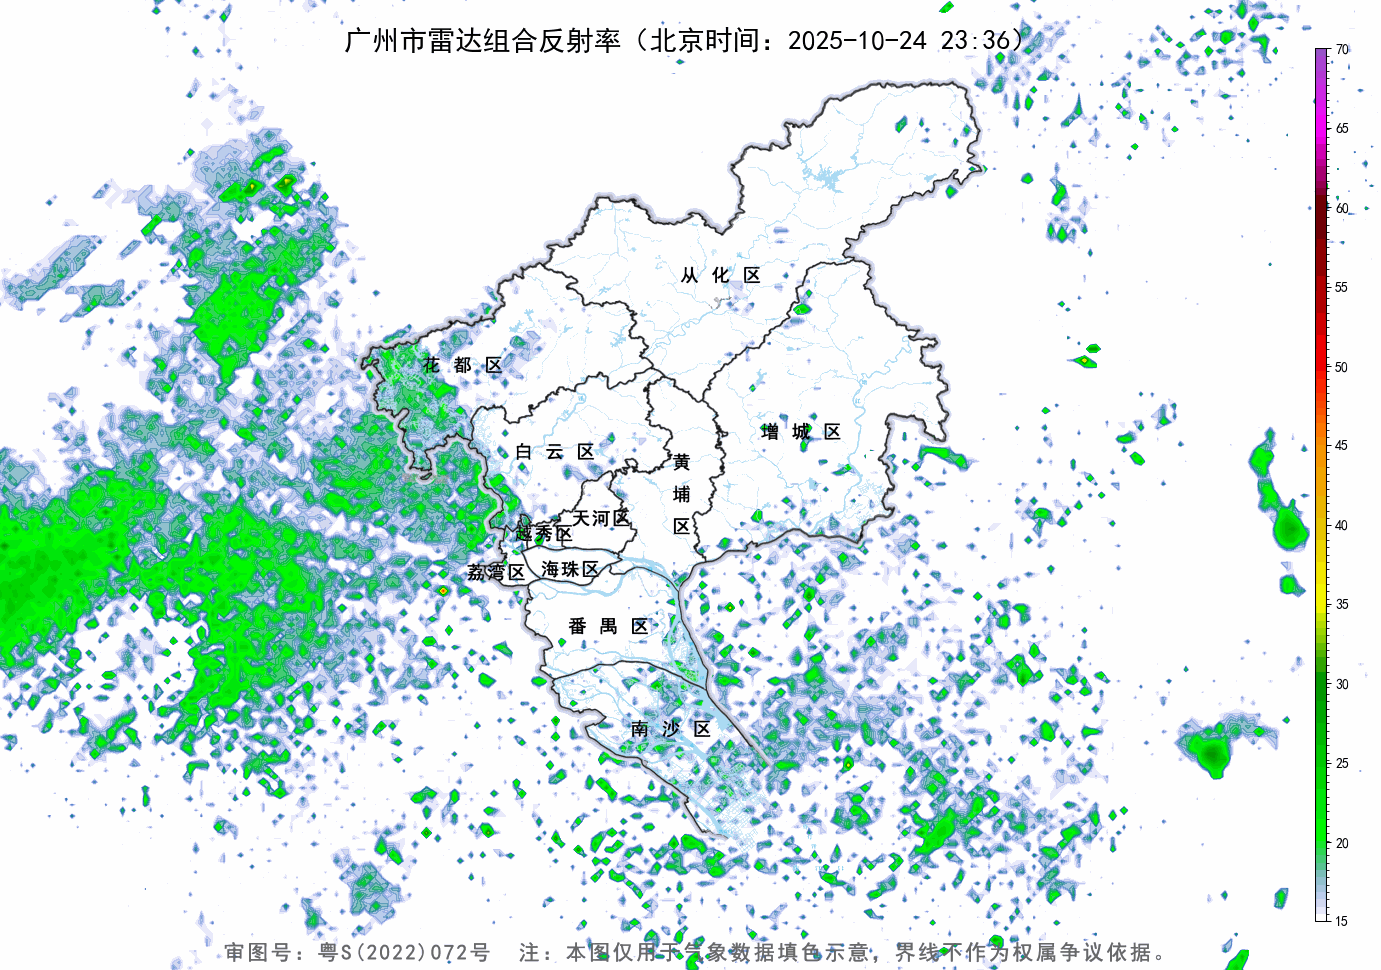 广州市雷达组合反射率（北京时间：2025-10-24 23:36）
70
65
60
55
50
45
40
35
30
25
20
15
从化区
花都区
增城区
白云区
黄埔区
天河区
越秀区
海珠区
荔湾区
番禺区
南沙区
审图号：粤S(2022)072号 注：本图仅用于气象数据填色示意，界线不作为权属争议依据。